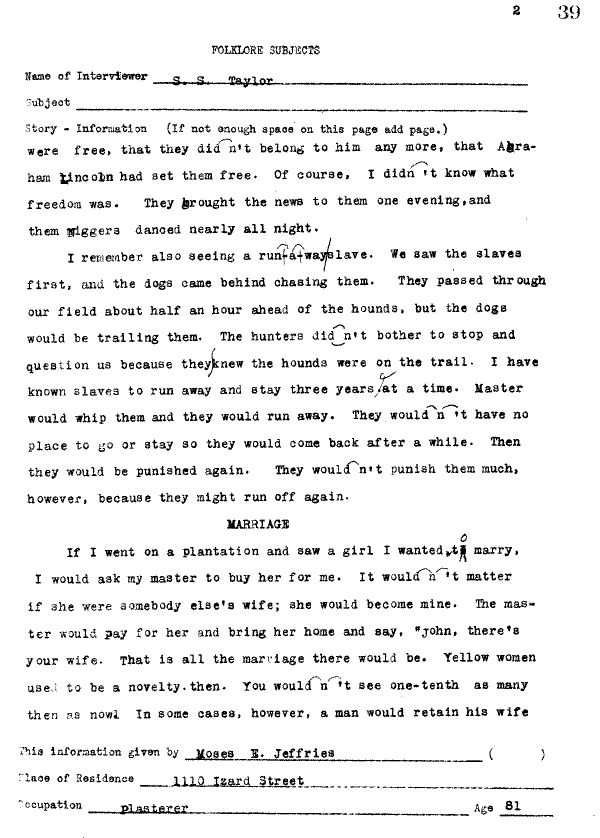 2 39
FOLKLORE SUBJECTS
Name of Interviewer S. S. Taylor
Subject
Story - Information (If not enough space on this page add page.)
were free, that they didn't belong to him any more, that Abra-
ham Lincoln had set them free. Of course, I didn't know what
freedom was. They brought the news to them one evening, and
them niggers danced nearly all night.
I remember also seeing a runaway slave. We saw the slaves
first, and the dogs came behind chasing them. They passed through
our field about half an hour ahead of the hounds, but the dogs
would be trailing them. The hunters didn't bother to stop and
question us because they knew the hounds were on the trail. I have
known slaves to run away and stay three years at a time. Master
would whip them and they would run away. They wouldn't have no
place to go or stay so they would come back after a while. Then
they would be punished again. They wouldn't punish them much,
however, because they might run off again.
MARRIAGE
If I went on a plantation and saw a girl I wanted to marry,
I would ask my master to buy her for me. It wouldn't matter
if she were somebody else's wife; she would become mine. The mas-
ter would pay for her and bring her home and say, "John, there's
your wife. That is all the marriage there would be. Yellow women
used to be a novelty.then. You wouldn't see one-tenth as many
then as now. In some cases, however, a man would retain his wife
This information given by Moses E. Jeffries ( )
Place of Residence 1110 Izard Street
Occupation plasterer Age 81